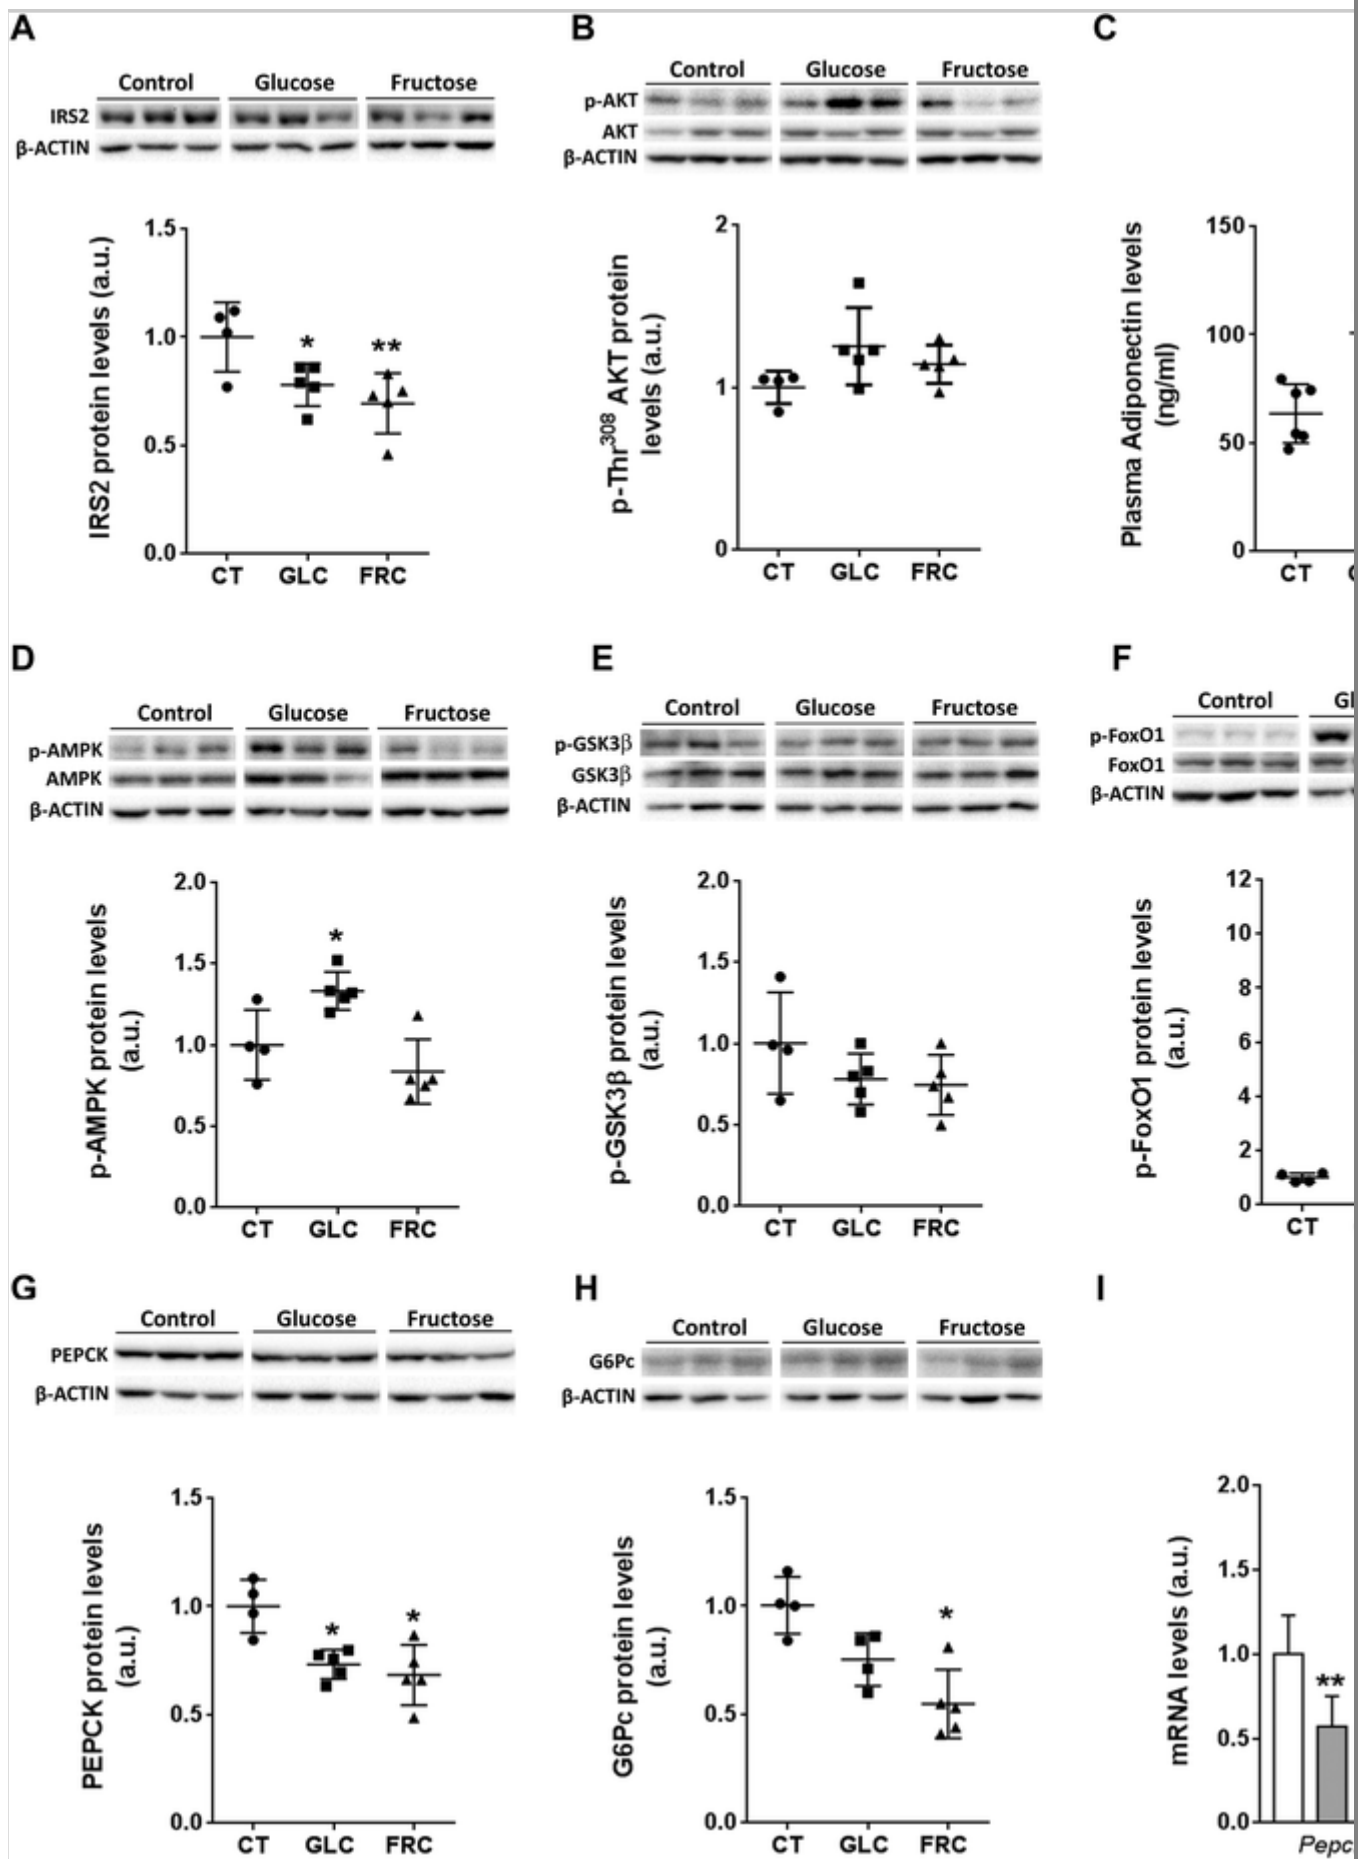 A
Control Glucose Fructose
IRS2
β-ACTIN
IRS2 protein levels (a.u.)
1.5
1.0
0.5
0.0
* **
CT GLC FRC
B
Control Glucose Fructose
p-AKT
AKT
β-ACTIN
p-Thr308 AKT protein
levels (a.u.)
2
1
0
CT GLC FRC
C
Plasma Adiponectin levels
(ng/ml)
150
100
50
0
CT
D
Control Glucose Fructose
p-AMPK
AMPK
β-ACTIN
p-AMPK protein levels
(a.u.)
2.0
1.5
1.0
0.5
0.0
*
CT GLC FRC
E
Control Glucose Fructose
p-GSK3β
GSK3β
β-ACTIN
p-GSK3β protein levels
(a.u.)
2.0
1.5
1.0
0.5
0.0
CT GLC FRC
F
Control Gl
p-FoxO1
FoxO1
β-ACTIN
p-FoxO1 protein levels
(a.u.)
12
10
8
6
4
2
0
CT
G
Control Glucose Fructose
PEPCK
β-ACTIN
PEPCK protein levels
(a.u.)
1.5
1.0
0.5
0.0
* *
CT GLC FRC
H
Control Glucose Fructose
G6Pc
β-ACTIN
G6Pc protein levels
(a.u.)
1.5
1.0
0.5
0.0
*
CT GLC FRC
I
mRNA levels (a.u.)
2.0
1.5
1.0
0.5
0.0
**
Pepc